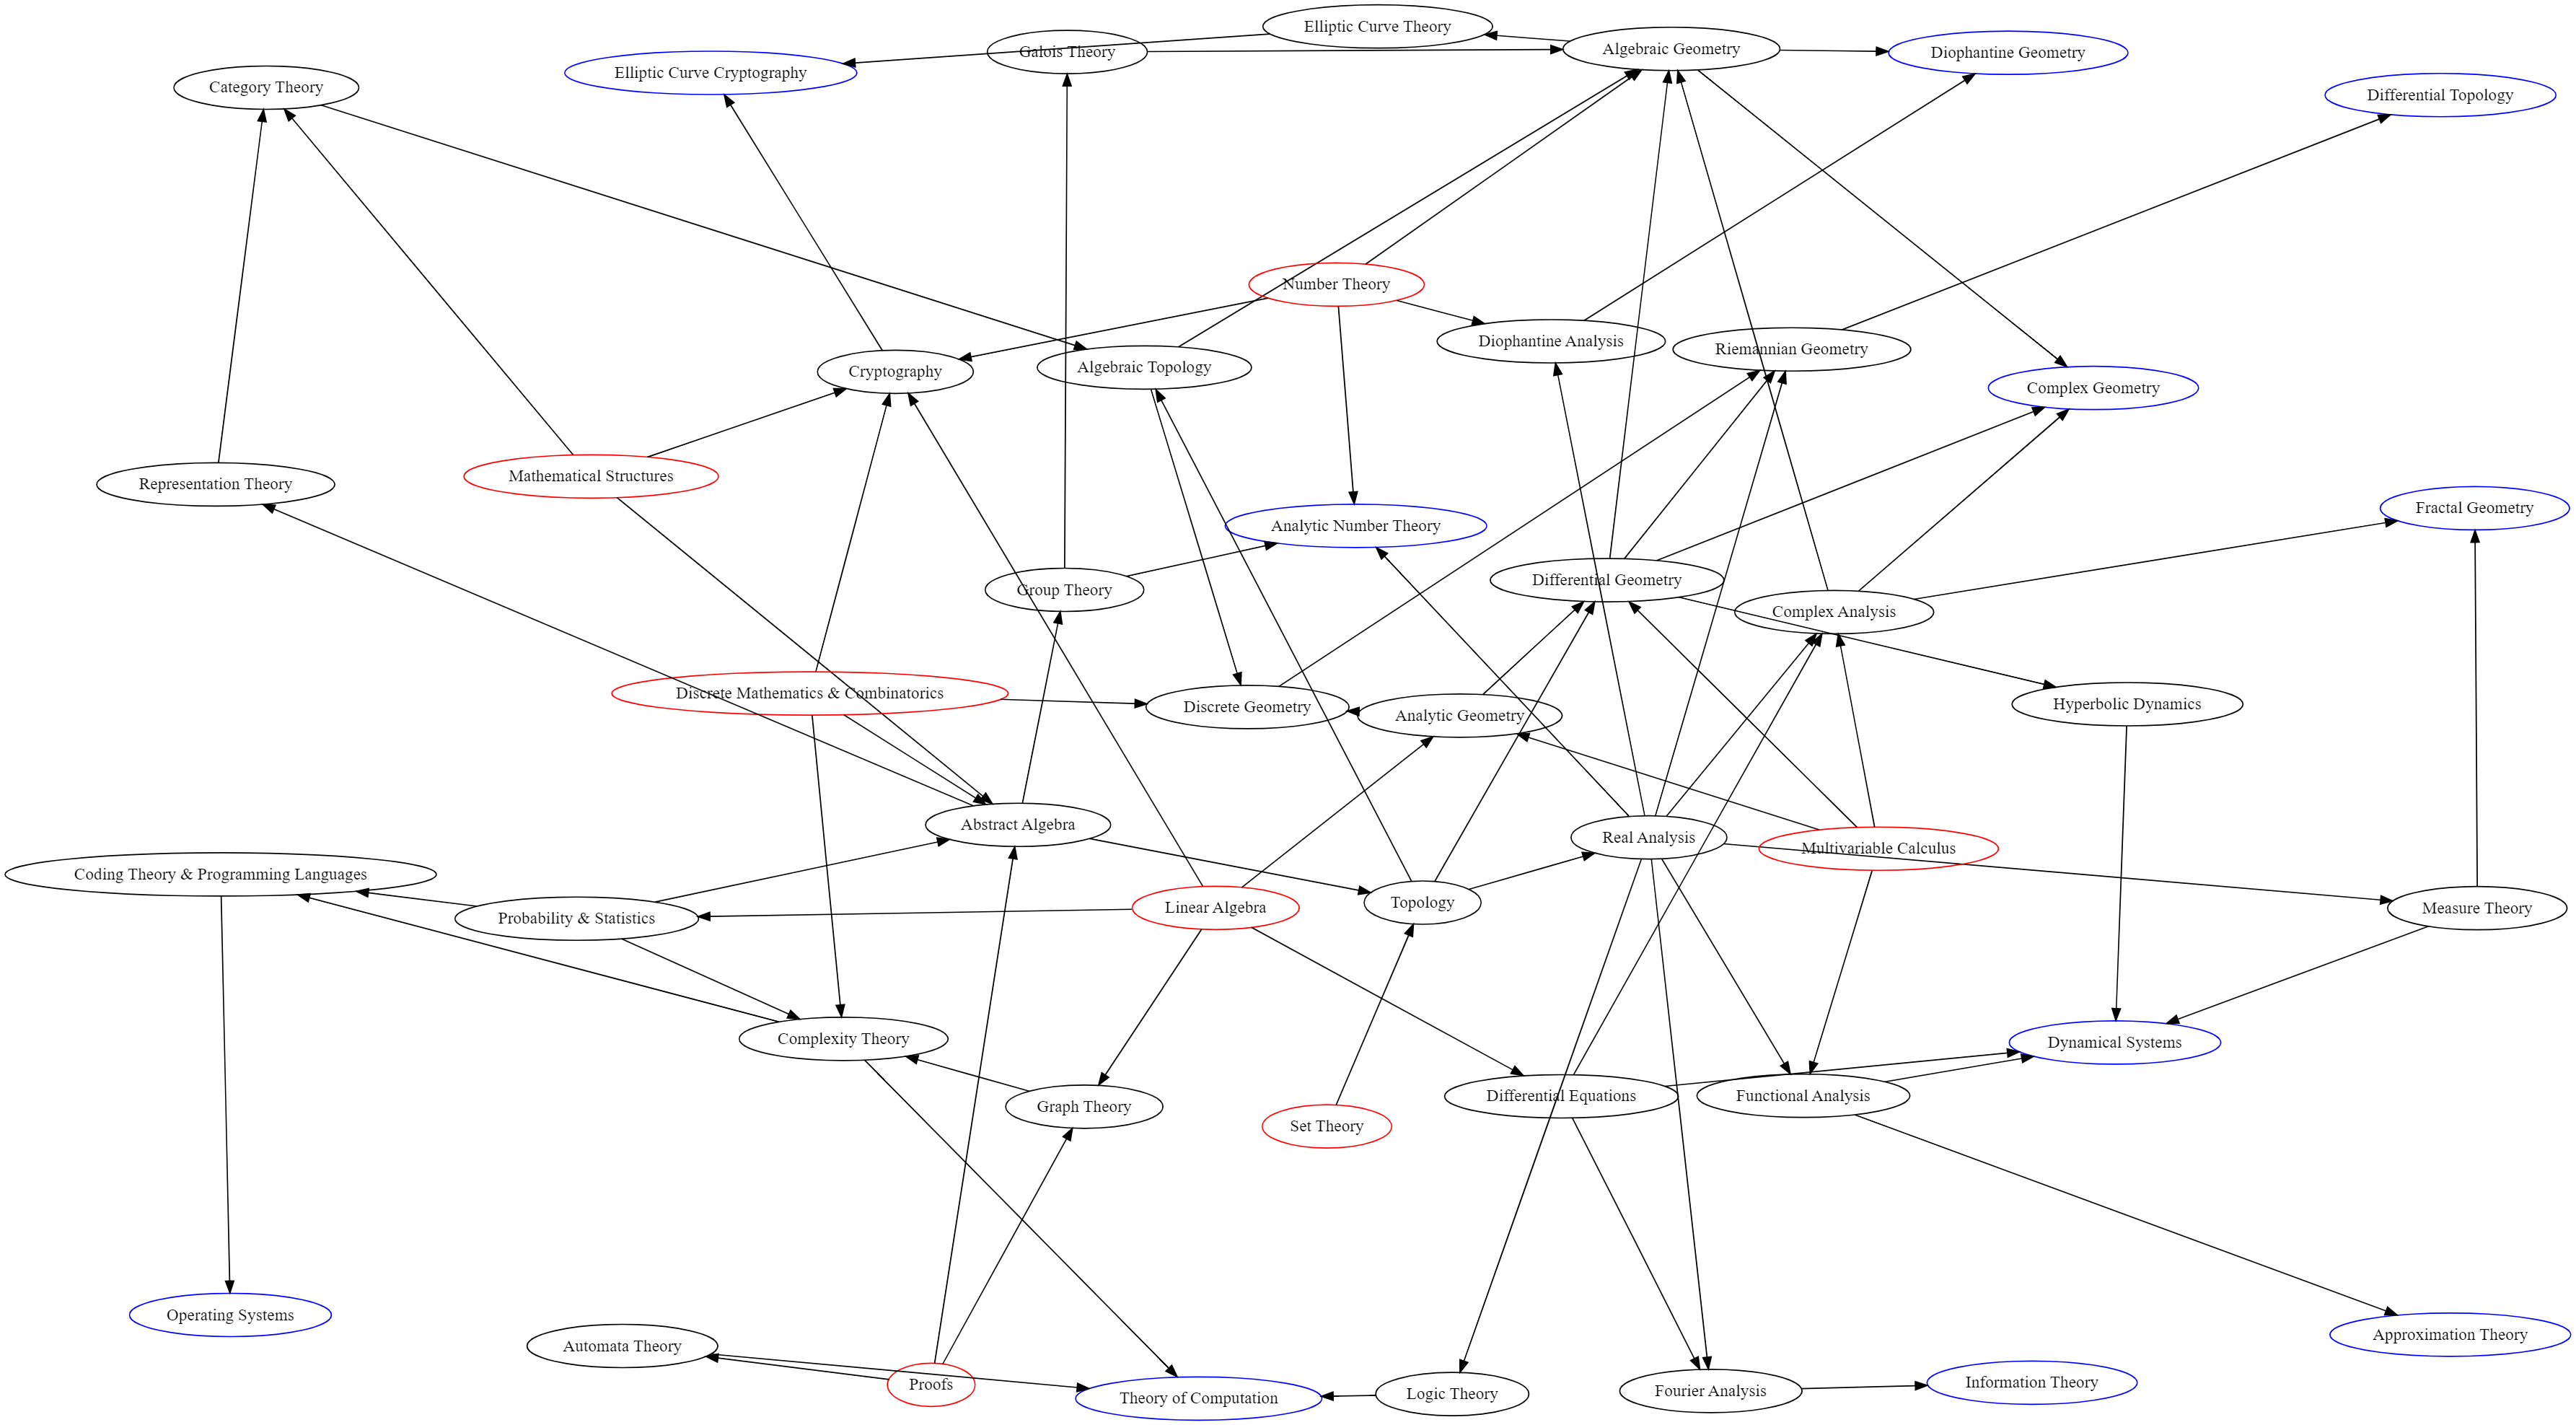 Elliptic Curve Theory
Galois Theory
Algebraic Geometry
Diophantine Geometry
Elliptic Curve Cryptography
Category Theory
Differential Topology
Number Theory
Diophantine Analysis
Riemannian Geometry
Cryptography
Algebraic Topology
Complex Geometry
Mathematical Structures
Representation Theory
Fractal Geometry
Analytic Number Theory
Group Theory
Differential Geometry
Complex Analysis
Discrete Mathematics & Combinatorics
Discrete Geometry
Analytic Geometry
Hyperbolic Dynamics
Abstract Algebra
Real Analysis
Multivariable Calculus
Coding Theory & Programming Languages
Probability & Statistics
Linear Algebra
Topology
Measure Theory
Complexity Theory
Dynamical Systems
Graph Theory
Differential Equations
Functional Analysis
Set Theory
Operating Systems
Approximation Theory
Automata Theory
Proofs
Theory of Computation
Logic Theory
Fourier Analysis
Information Theory